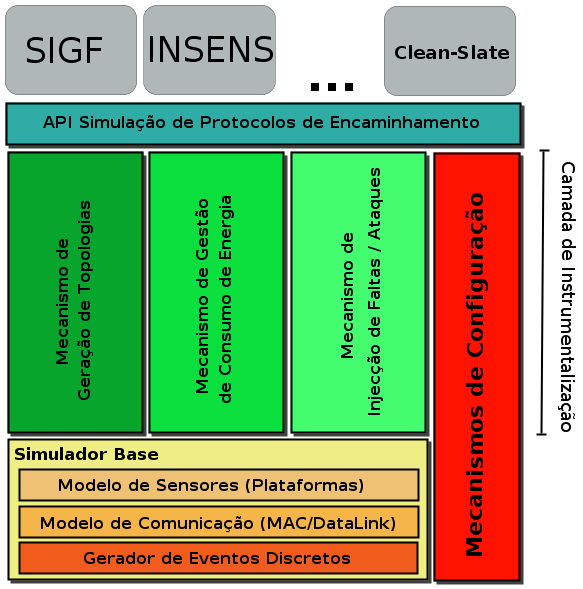 SIGF
INSENS
...
Clean-Slate
API Simulação de Protocolos de Encaminhamento
Mecanismo de
Geração de Topologias
Mecanismo de Gestão
de Consumo de Energia
Mecanismo de
Injecção de Faltas / Ataques
Mecanismos de Configuração
Camada de Instrumentalização
Simulador Base
Modelo de Sensores (Plataformas)
Modelo de Comunicação (MAC/DataLink)
Gerador de Eventos Discretos